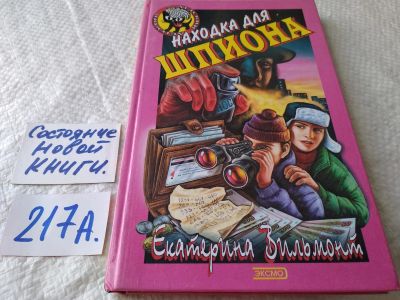 НАХОДКА ДЛЯ
ШПИОНА
Состояние
новой
книги.
217А.
Екатерина Вильмонт
ЭКСМО